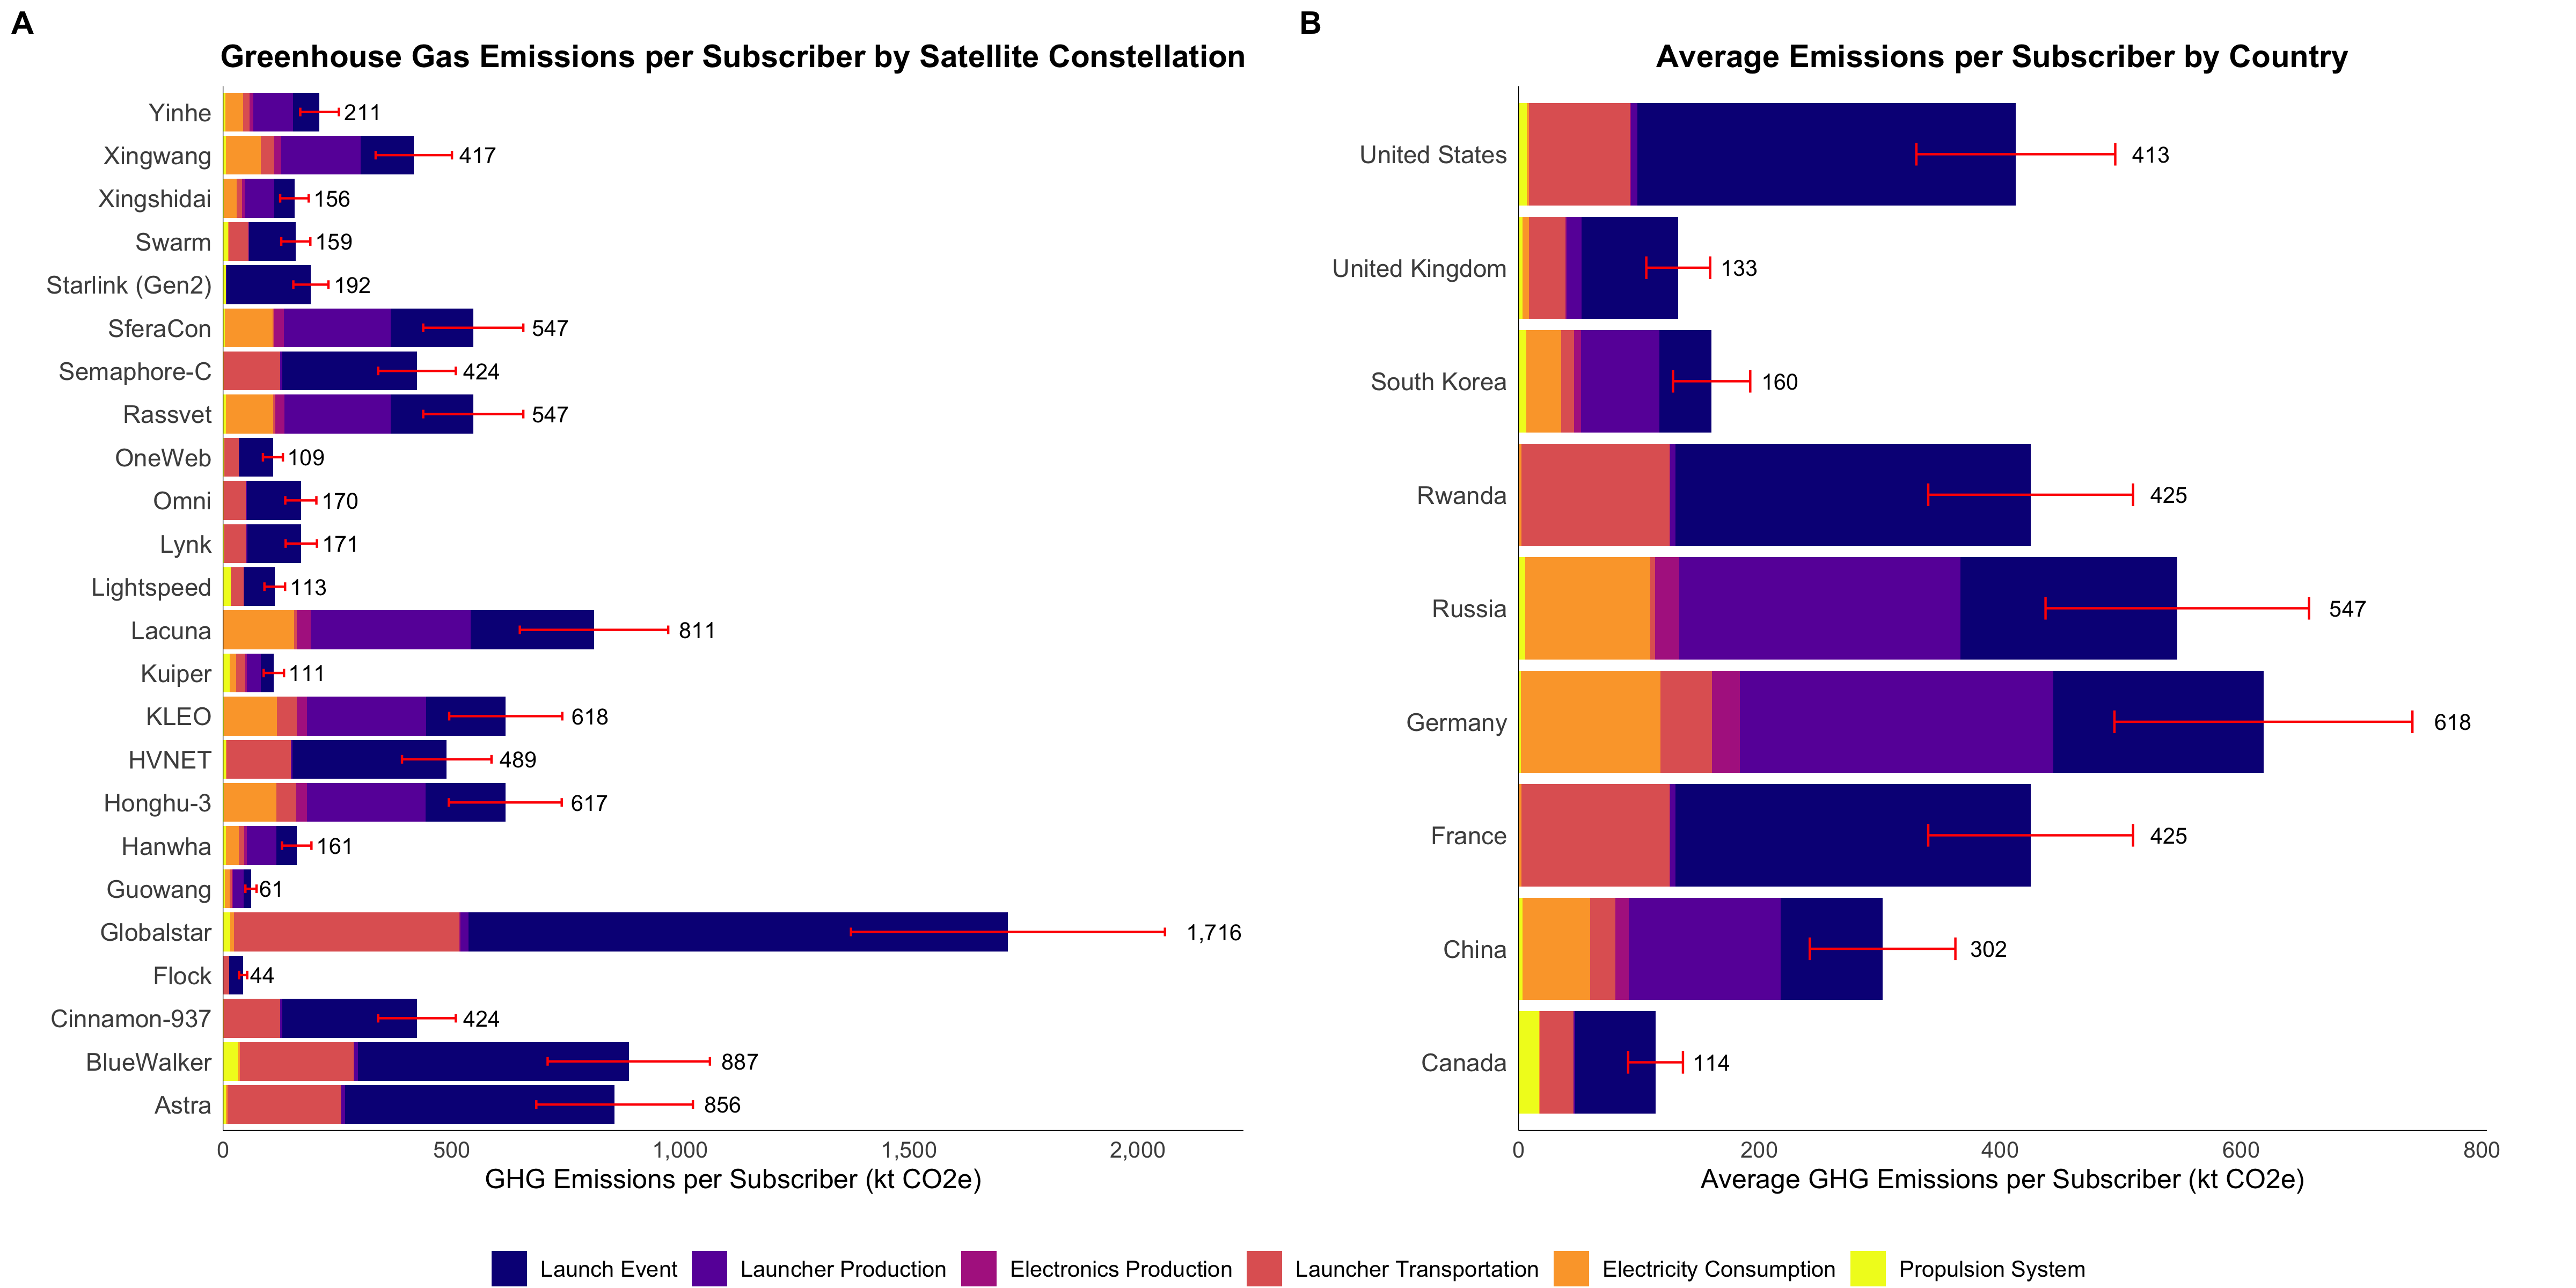 A
Greenhouse Gas Emissions per Subscriber by Satellite Constellation
Yinhe 211
Xingwang 417
Xingshidai 156
Swarm 159
Starlink (Gen2) 192
SferaCon 547
Semaphore-C 424
Rassvet 547
OneWeb 109
Omni 170
Lynk 171
Lightspeed 113
Lacuna 811
Kuiper 111
KLEO 618
HVNET 489
Honghu-3 617
Hanwha 161
Guowang 61
Globalstar 1,716
Flock 44
Cinnamon-937 424
BlueWalker 887
Astra 856
0 500 1,000 1,500 2,000
GHG Emissions per Subscriber (kt CO2e)
B
Average Emissions per Subscriber by Country
United States 413
United Kingdom 133
South Korea 160
Rwanda 425
Russia 547
Germany 618
France 425
China 302
Canada 114
0 200 400 600 800
Average GHG Emissions per Subscriber (kt CO2e)
Launch Event Launcher Production Electronics Production Launcher Transportation Electricity Consumption Propulsion System